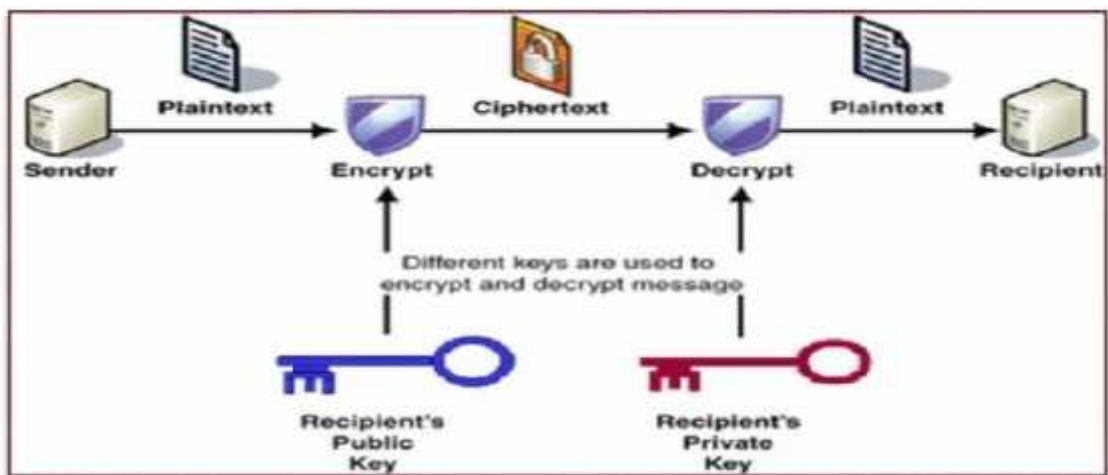 Plaintext
Ciphertext
Plaintext
Sender
Encrypt
Decrypt
Recipient
Different keys are used to
encrypt and decrypt message
Recipient's
Public
Key
Recipient's
Private
Key